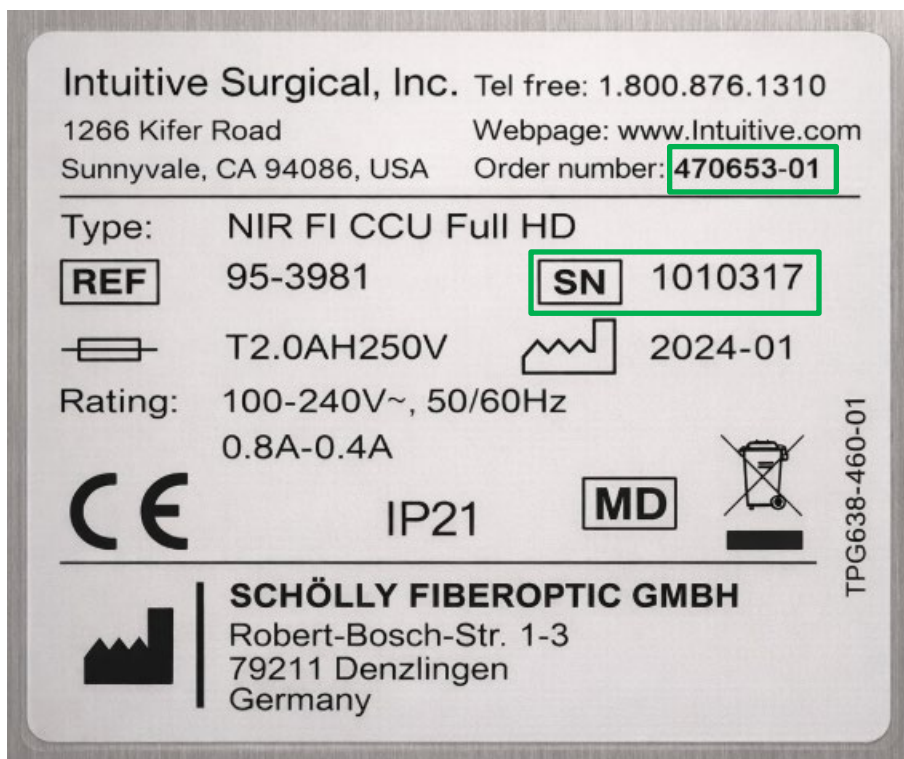 Intuitive Surgical, Inc. Tel free: 1.800.876.1310
1266 Kifer Road Webpage: www.Intuitive.com
Sunnyvale, CA 94086, USA Order number: 470653-01
Type: NIR FI CCU Full HD
REF 95-3981 SN 1010317
T2.0AH250V 2024-01
Rating: 100-240V~, 50/60Hz
0.8A-0.4A
CE IP21 MD
TPG638-460-01
SCHÖLLY FIBEROPTIC GMBH
Robert-Bosch-Str. 1-3
79211 Denzlingen
Germany